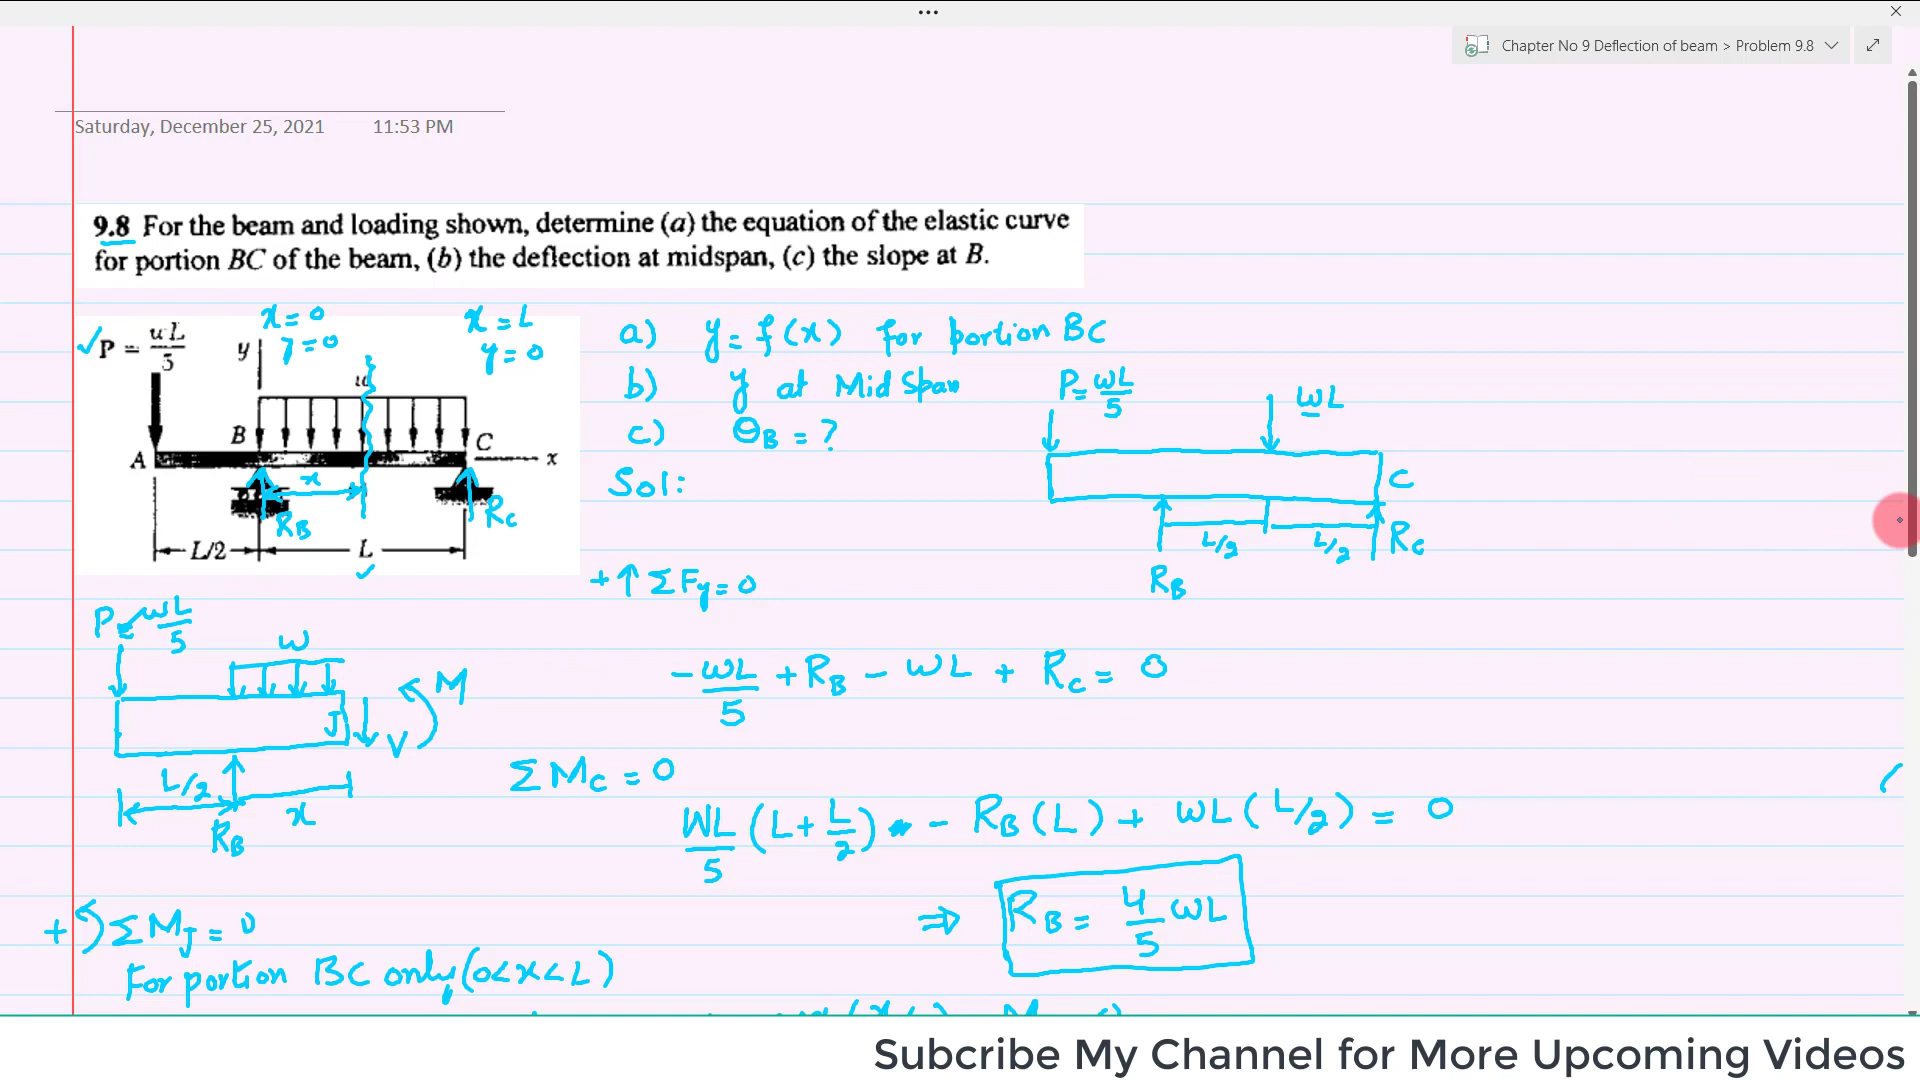 Chapter No 9 Deflection of beam > Problem 9.8
Saturday, December 25, 2021 11:53 PM
9.8 For the beam and loading shown, determine (a) the equation of the elastic curve
for portion BC of the beam, (b) the deflection at midspan, (c) the slope at B.
x = 0
y = 0
x = L
y = 0
P = wL/5
y
w
B
C
A
x
x
RB
RC
L/2
L
a) y = f(x) for portion BC
b) y at Mid Span
c) θB = ?
Sol:
P = wL/5
wL
C
L/2
L/2
RC
RB
+↑ΣFy = 0
-wL/5 + RB - wL + RC = 0
P = wL/5
w
M
J
V
L/2
x
RB
ΣMC = 0
WL/5 (L + L/2) - RB(L) + wL(L/2) = 0
⇒ RB = 4/5 wL
+ ΣMJ = 0
For portion BC only (0<x<L)
Subcribe My Channel for More Upcoming Videos